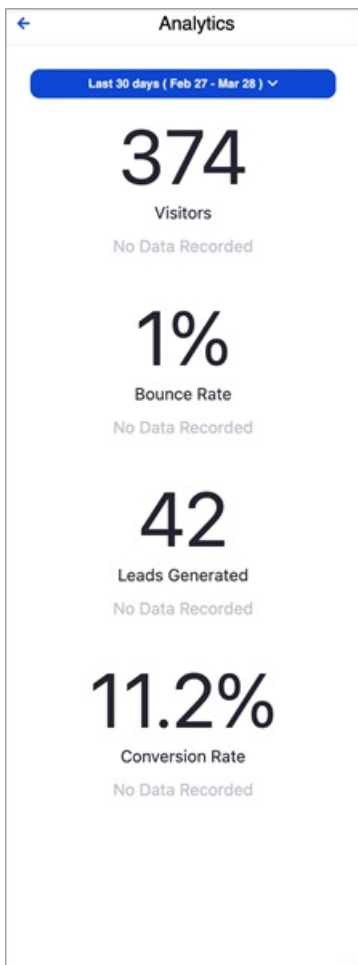 Analytics
Last 30 days ( Feb 27 - Mar 28 )
374
Visitors
No Data Recorded
1%
Bounce Rate
No Data Recorded
42
Leads Generated
No Data Recorded
11.2%
Conversion Rate
No Data Recorded